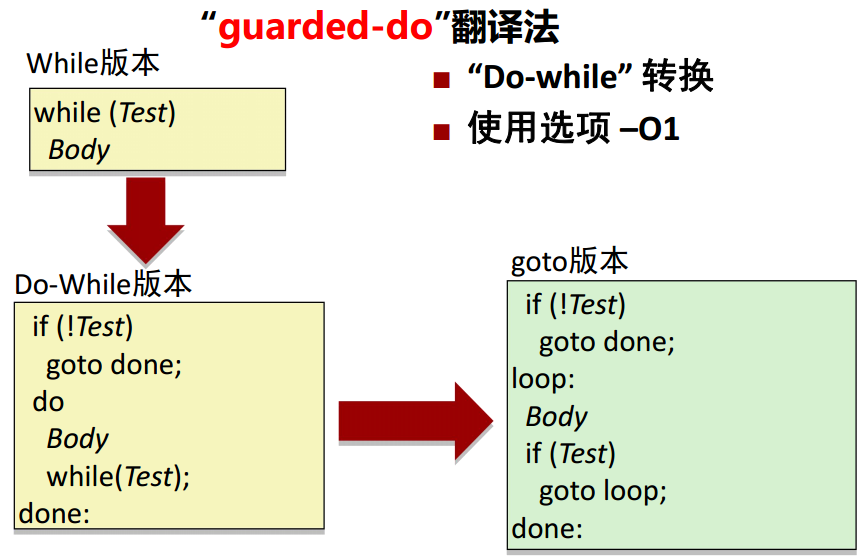 “guarded-do”翻译法
While版本
while (Test)
Body
■ “Do-while” 转换
■ 使用选项 –O1
Do-While版本
if (!Test)
goto done;
do
Body
while(Test);
done:
goto版本
if (!Test)
goto done;
loop:
Body
if (Test)
goto loop;
done: